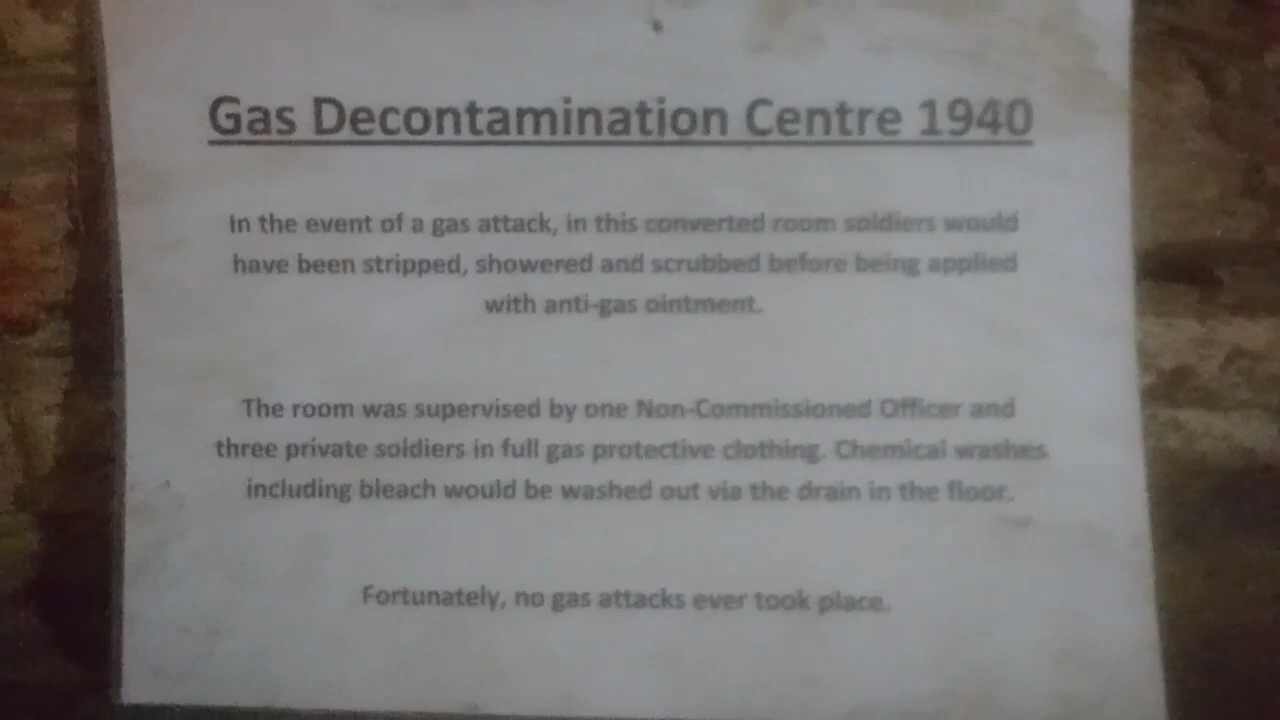 Gas Decontamination Centre 1940
In the event of a gas attack, in this converted room soldiers would
have been stripped, showered and scrubbed before being applied
with anti-gas ointment.
The room was supervised by one Non-Commissioned Officer and
three private soldiers in full gas protective clothing. Chemical washes
including bleach would be washed out via the drain in the floor.
Fortunately, no gas attacks ever took place.